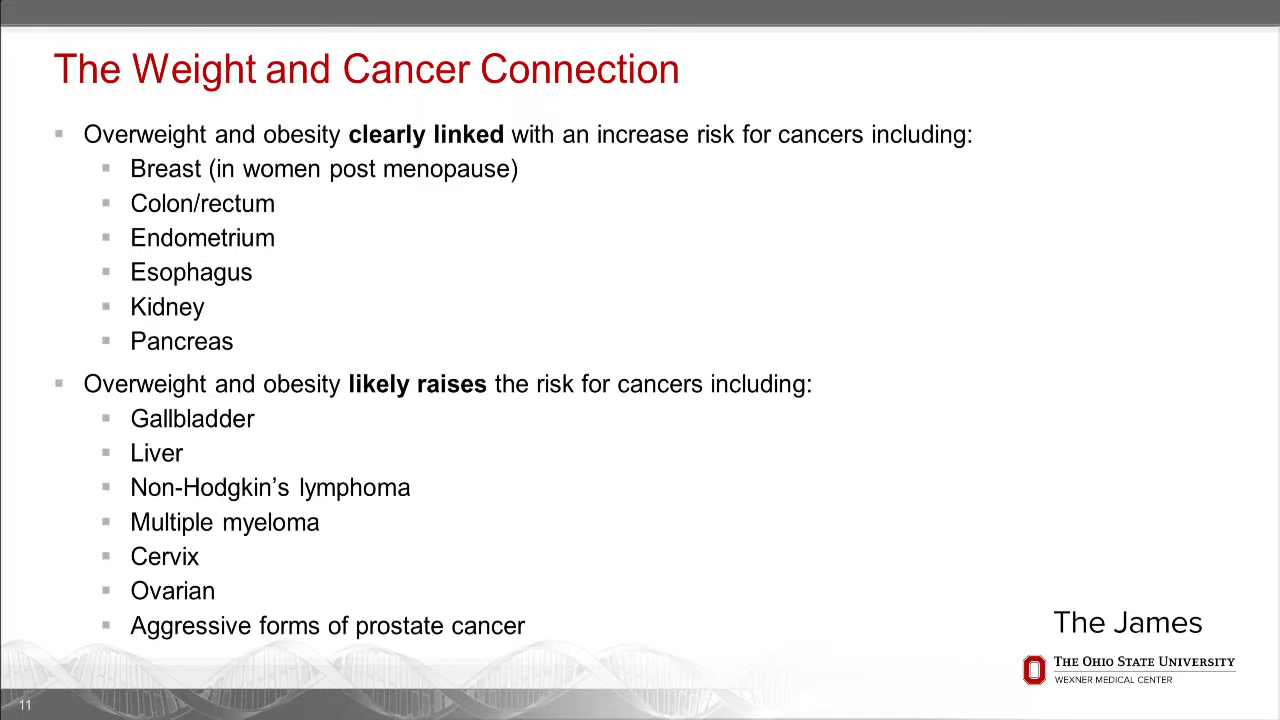 The Weight and Cancer Connection
Overweight and obesity clearly linked with an increase risk for cancers including:
Breast (in women post menopause)
Colon/rectum
Endometrium
Esophagus
Kidney
Pancreas
Overweight and obesity likely raises the risk for cancers including:
Gallbladder
Liver
Non-Hodgkin’s lymphoma
Multiple myeloma
Cervix
Ovarian
Aggressive forms of prostate cancer
The James
THE OHIO STATE UNIVERSITY
WEXNER MEDICAL CENTER
11